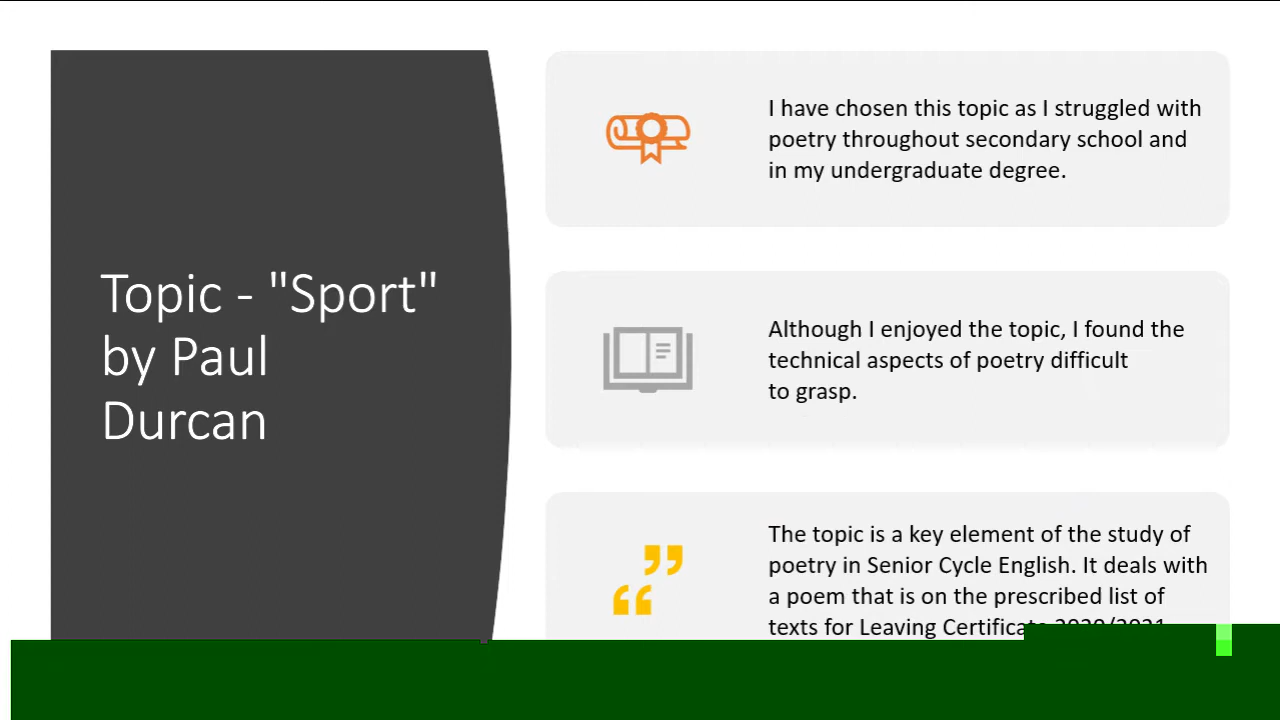 Topic - "Sport"
by Paul
Durcan
I have chosen this topic as I struggled with
poetry throughout secondary school and
in my undergraduate degree.
Although I enjoyed the topic, I found the
technical aspects of poetry difficult
to grasp.
The topic is a key element of the study of
poetry in Senior Cycle English. It deals with
a poem that is on the prescribed list of
texts for Leaving Certificate 2020/2021